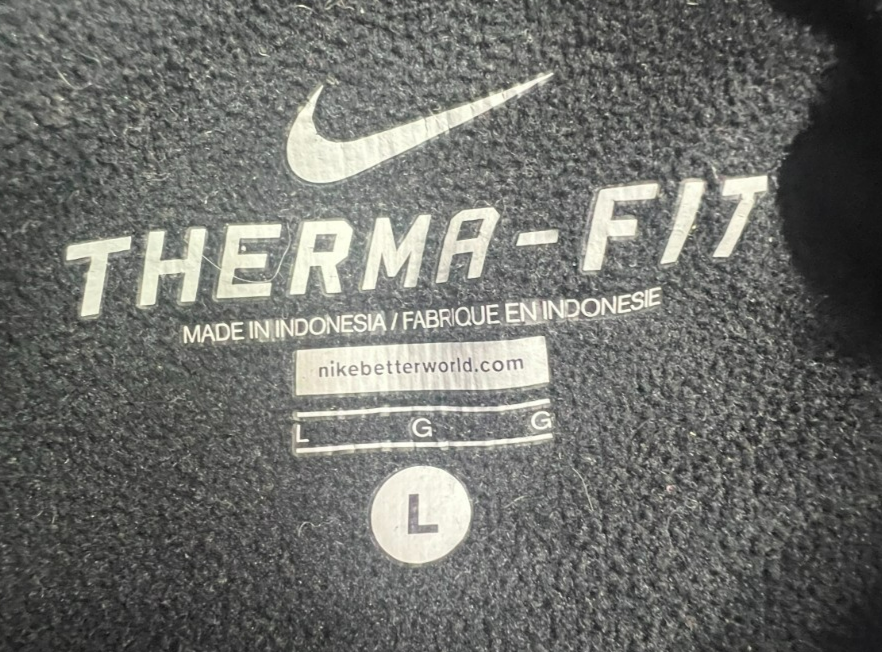 THERMA-FIT
MADE IN INDONESIA / FABRIQUE EN INDONESIE
nikebetterworld.com
L G G
L